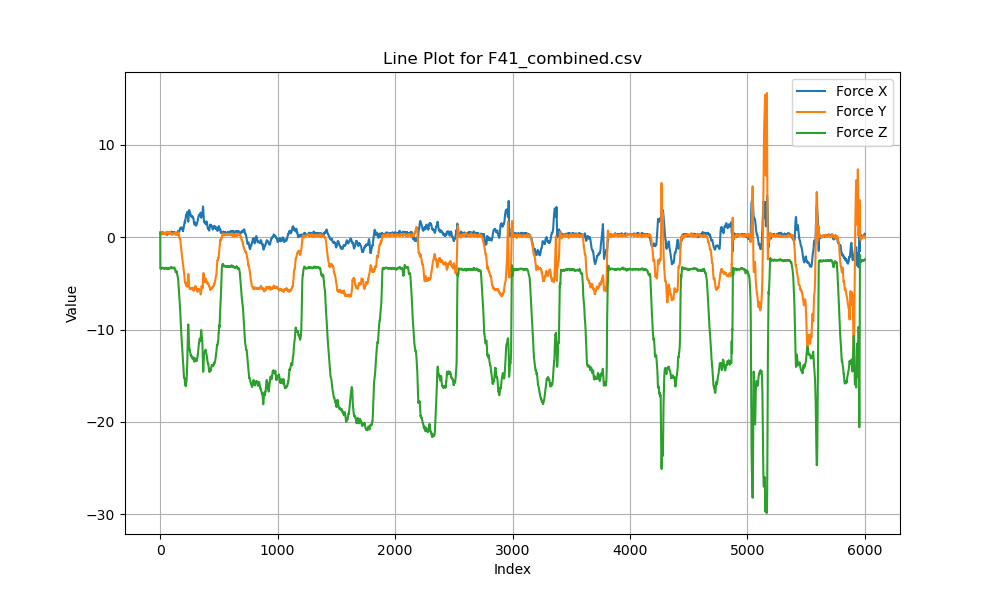 Line Plot for F41_combined.csv
Force X
Force Y
Force Z
Value
10
0
−10
−20
−30
0 1000 2000 3000 4000 5000 6000
Index